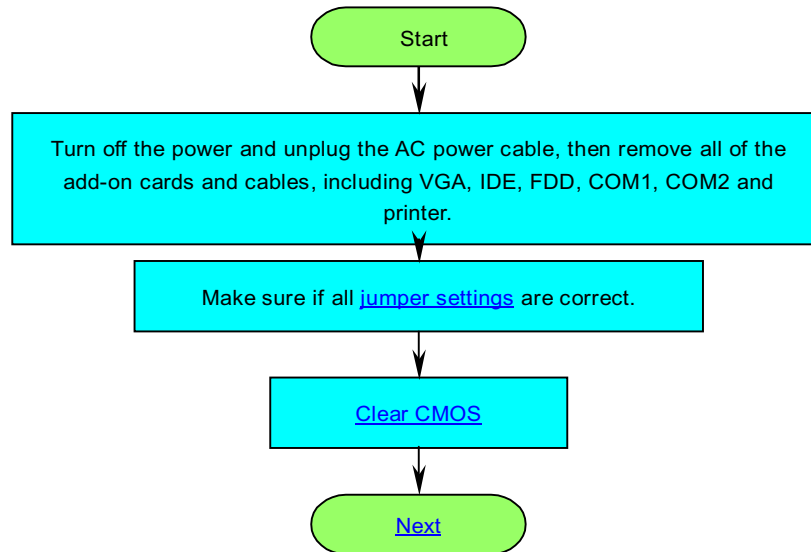 Start
Turn off the power and unplug the AC power cable, then remove all of the
add-on cards and cables, including VGA, IDE, FDD, COM1, COM2 and
printer.
Make sure if all jumper settings are correct.
Clear CMOS
Next